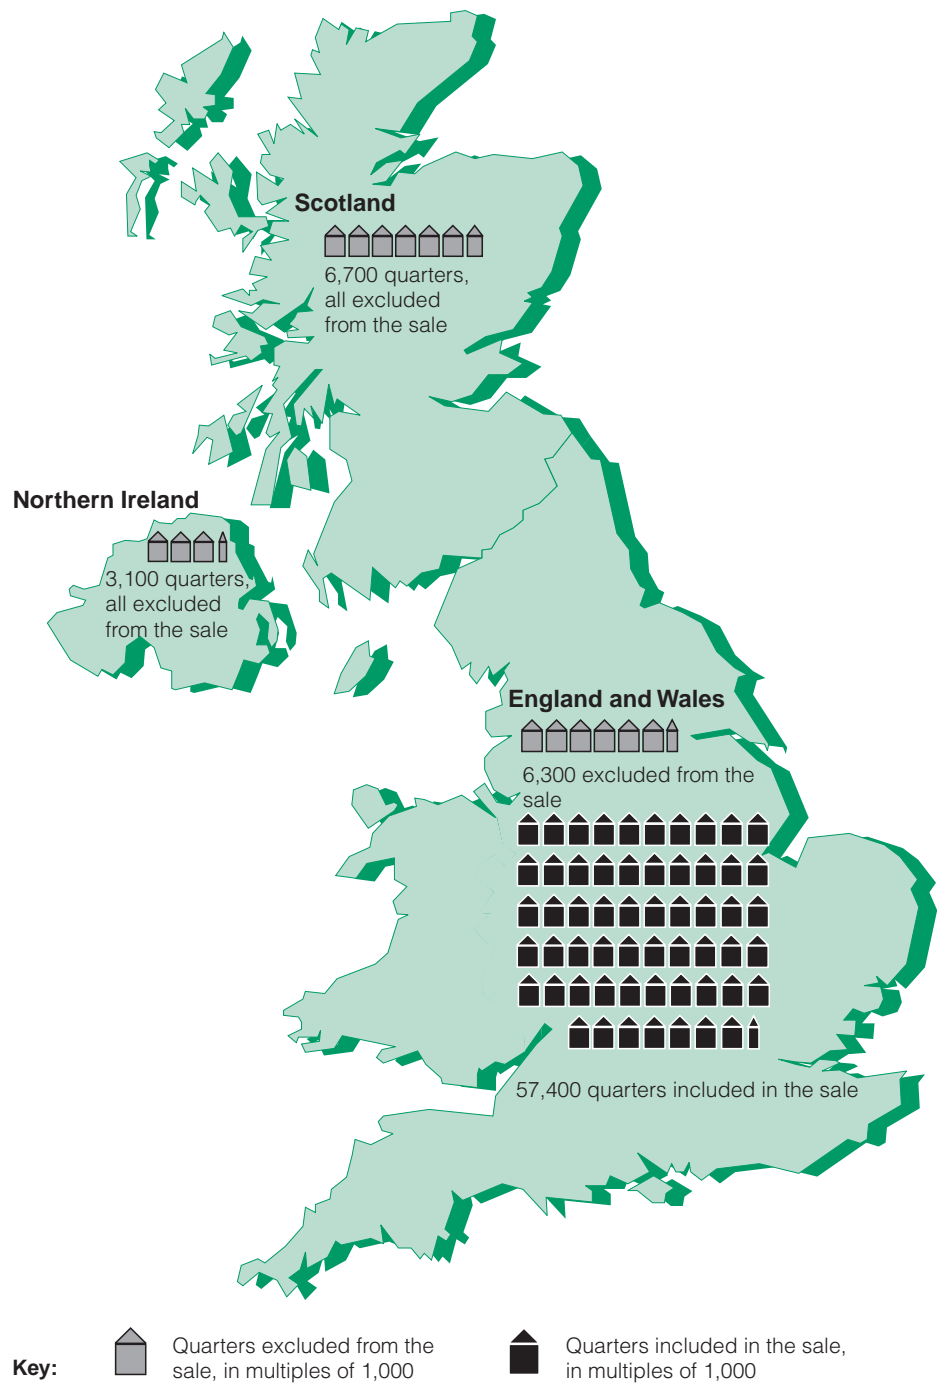 Scotland
6,700 quarters,
all excluded
from the sale
Northern Ireland
3,100 quarters,
all excluded
from the sale
England and Wales
6,300 excluded from the
sale
57,400 quarters included in the sale
Key:
Quarters excluded from the
sale, in multiples of 1,000
Quarters included in the sale,
in multiples of 1,000